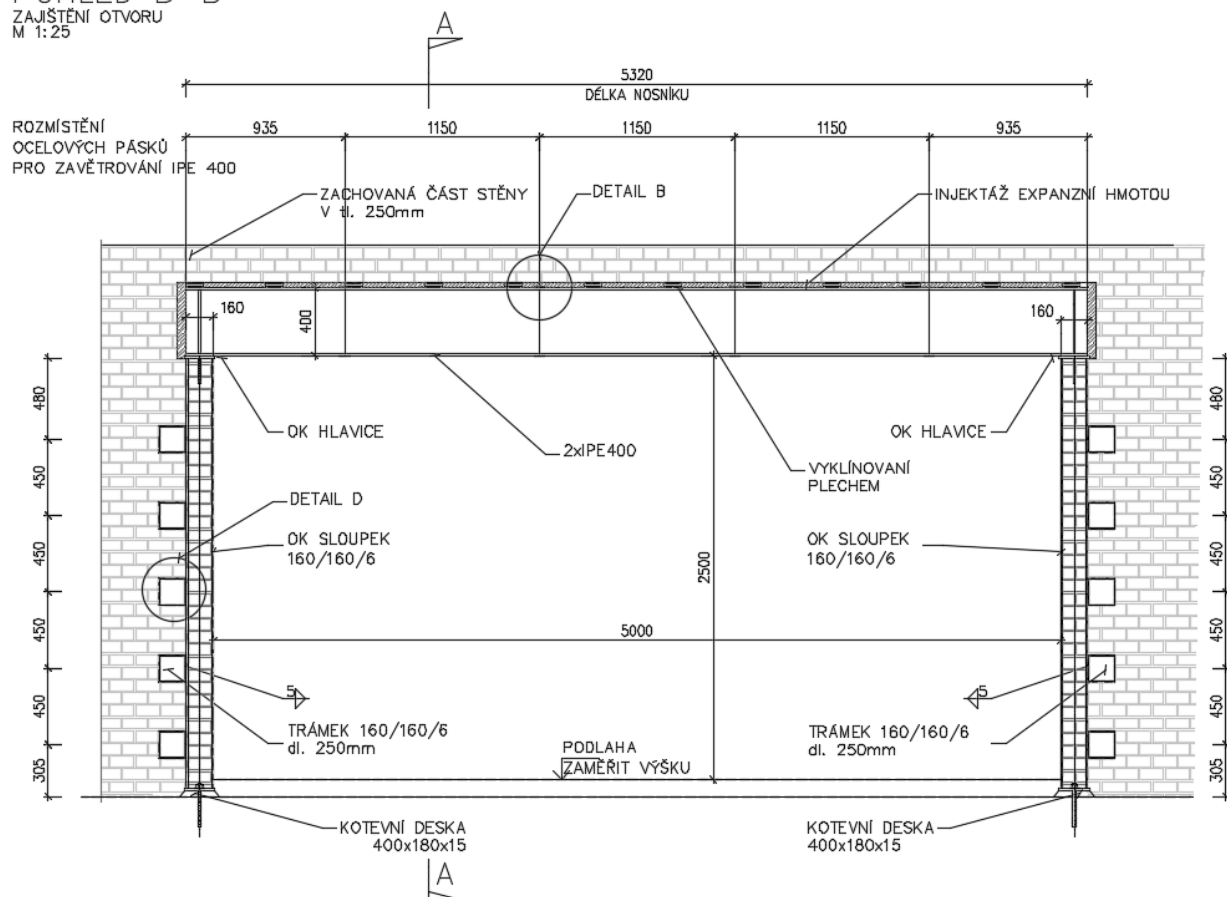 ZAJIŠTĚNÍ OTVORU
M 1:25
A
5320
DÉLKA NOSNÍKU
ROZMÍSTĚNÍ
OCELOVÝCH PÁSKŮ
PRO ZAVĚTROVÁNÍ IPE 400
935
1150
1150
1150
935
ZACHOVANÁ ČÁST STĚNY
V tl. 250mm
DETAIL B
INJEKTÁŽ EXPANZNÍ HMOTOU
160
400
160
480
450
450
450
450
305
OK HLAVICE
2xIPE400
OK HLAVICE
VYKLÍNOVANÍ
PLECHEM
DETAIL D
OK SLOUPEK
160/160/6
OK SLOUPEK
160/160/6
2500
5000
5
5
TRÁMEK 160/160/6
dl. 250mm
PODLAHA
ZAMĚŘIT VÝŠKU
TRÁMEK 160/160/6
dl. 250mm
480
450
450
450
450
305
KOTEVNÍ DESKA
400x180x15
KOTEVNÍ DESKA
400x180x15
A